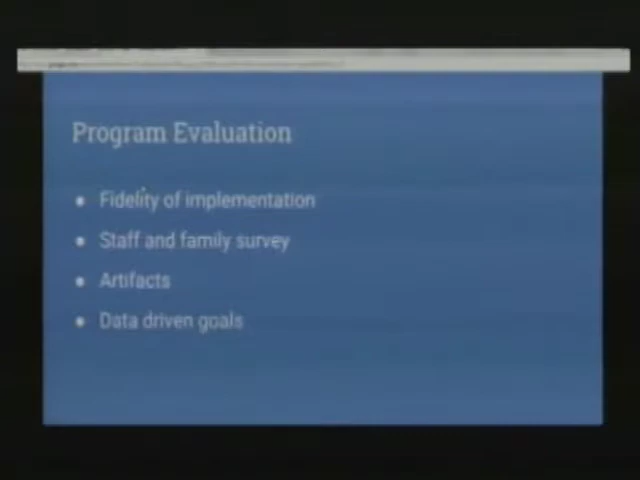 Program Evaluation
Fidelity of implementation
Staff and family survey
Artifacts
Data driven goals